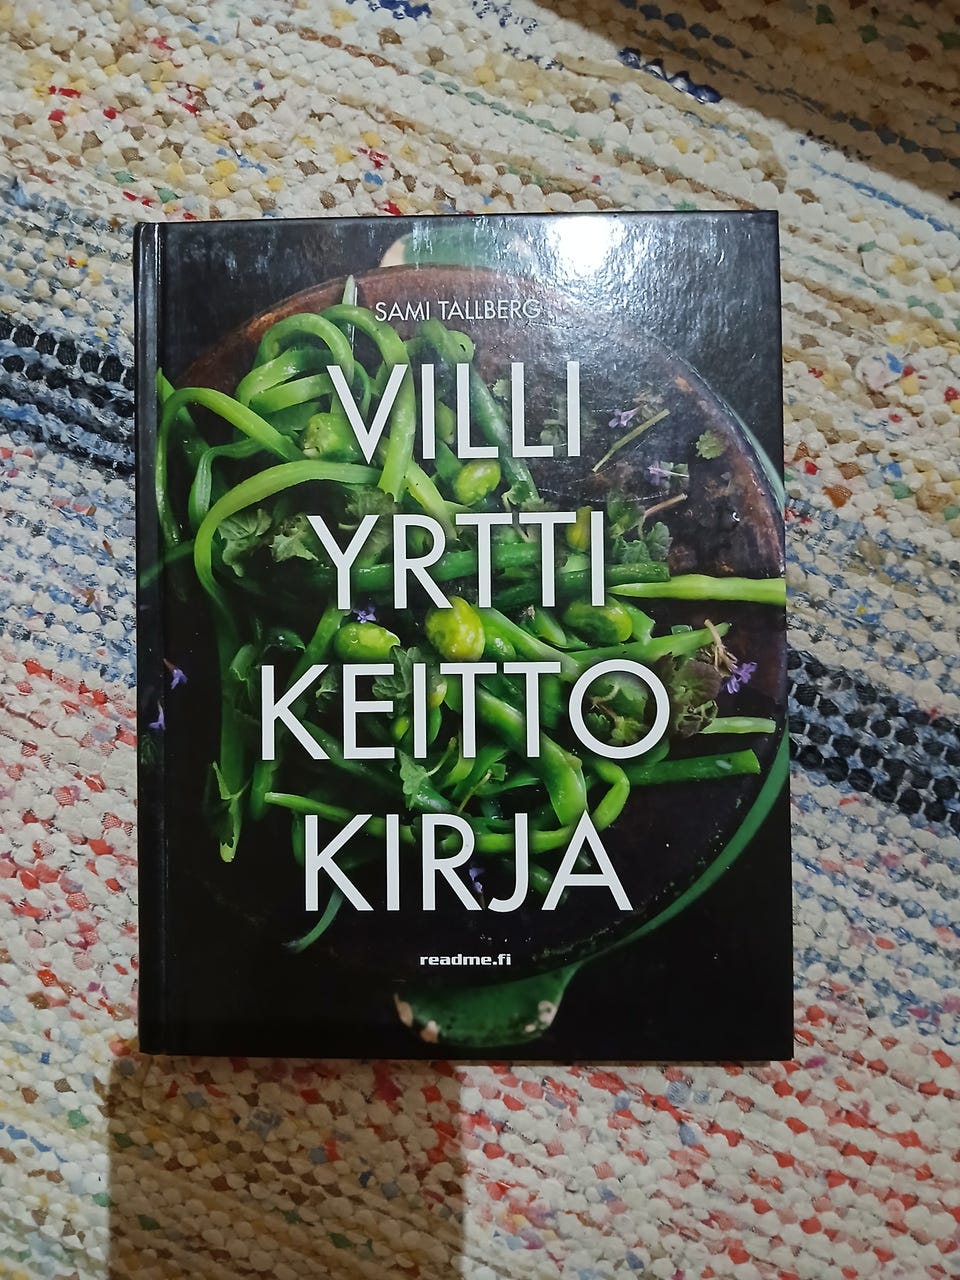 SAMI TALLBERG
VILLI
YRTTI
KEITTO
KIRJA
readme.fi